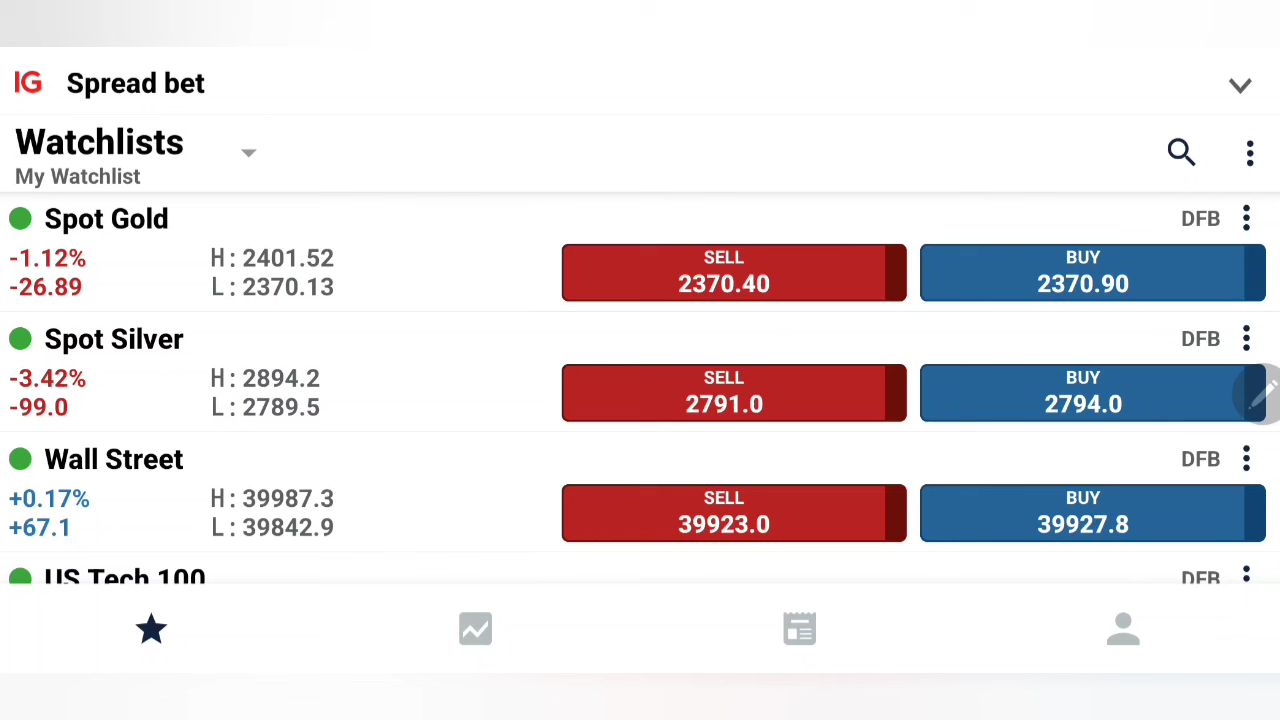 IG Spread bet
Watchlists
My Watchlist
Spot Gold DFB
-1.12% H: 2401.52 SELL BUY
-26.89 L: 2370.13 2370.40 2370.90
Spot Silver DFB
-3.42% H: 2894.2 SELL BUY
-99.0 L: 2789.5 2791.0 2794.0
Wall Street DFB
+0.17% H: 39987.3 SELL BUY
+67.1 L: 39842.9 39923.0 39927.8
US Tech 100 DFB